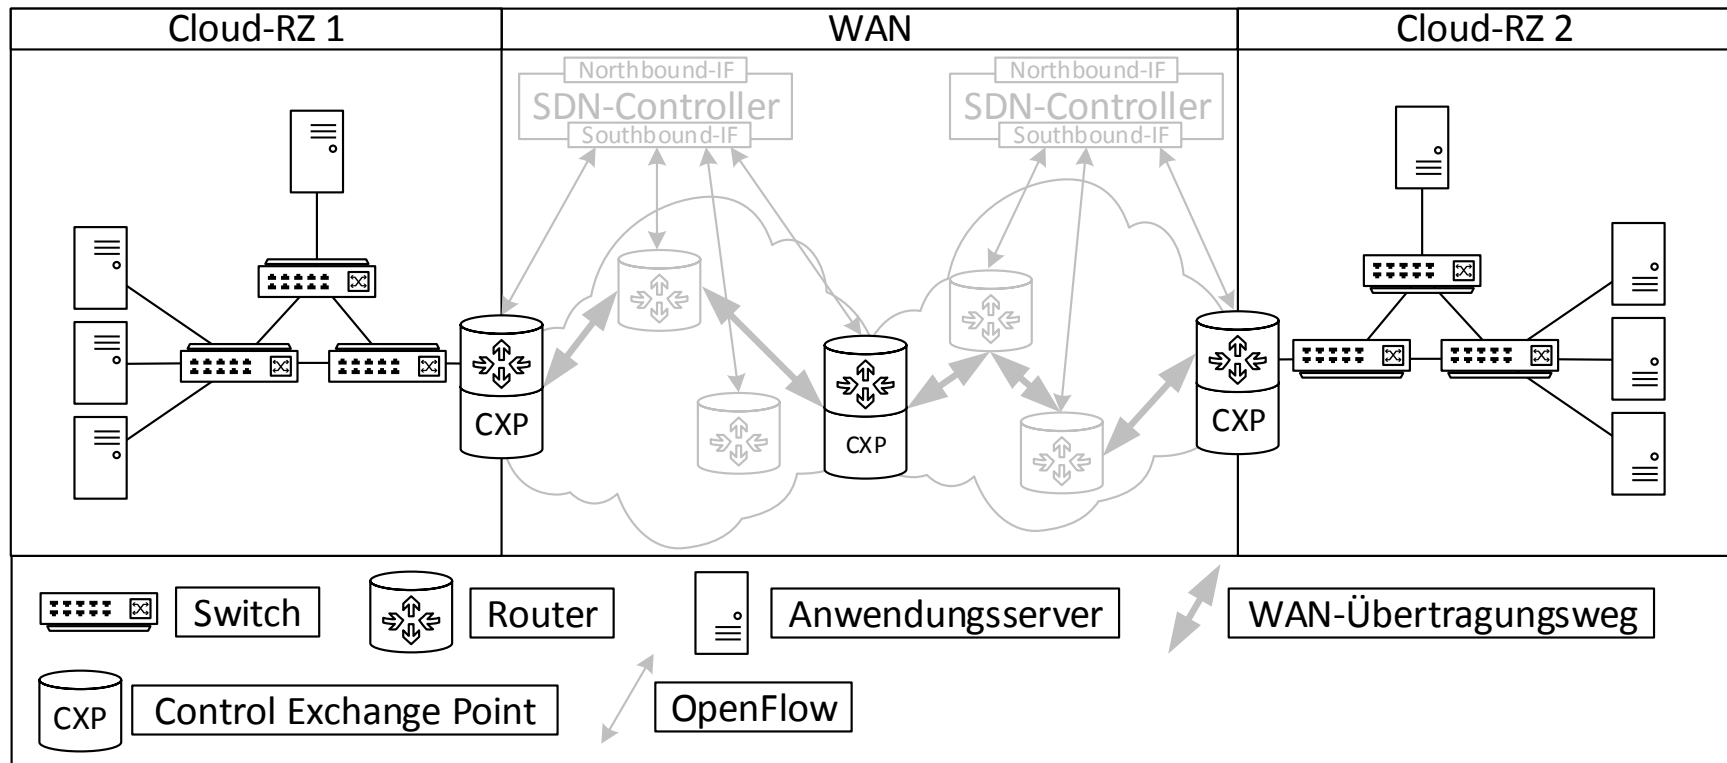 Cloud-RZ 1
WAN
Cloud-RZ 2
Northbound-IF
SDN-Controller
Southbound-IF
Northbound-IF
SDN-Controller
Southbound-IF
CXP
CXP
CXP
Switch
Router
Anwendungsserver
WAN-Übertragungsweg
CXP
Control Exchange Point
OpenFlow